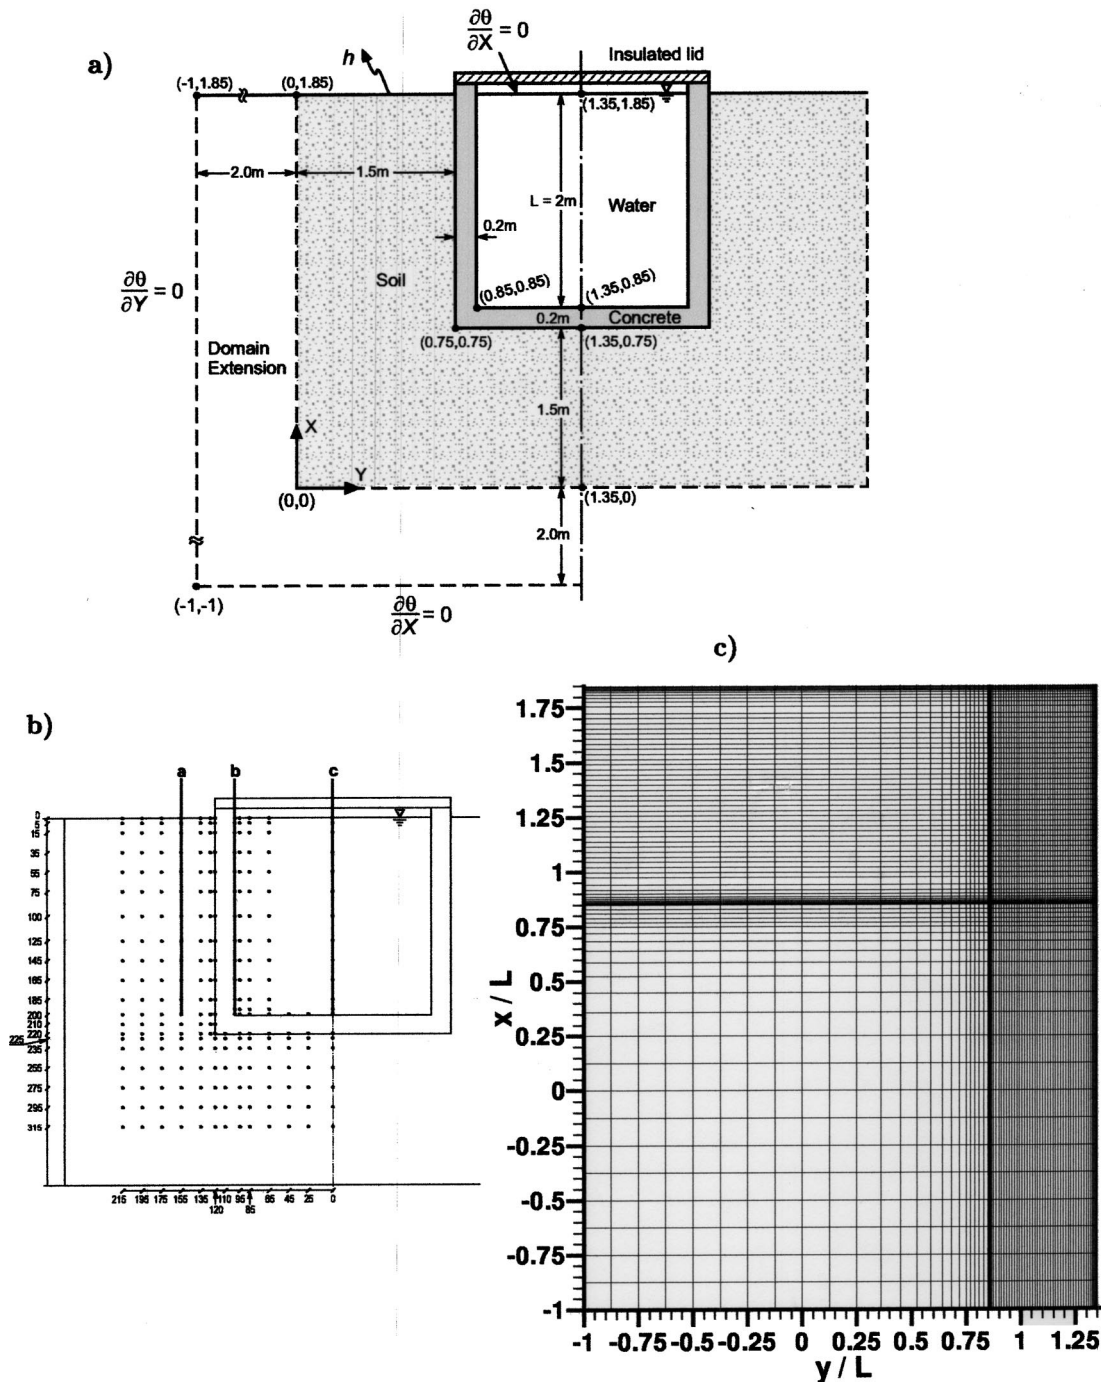 a)
∂θ/∂X = 0
Insulated lid
h
(-1,1.85)
(0,1.85)
(1.35,1.85)
2.0m
1.5m
L = 2m
Water
0.2m
Soil
∂θ/∂Y = 0
(0.85,0.85)
(1.35,0.85)
0.2m
Concrete
(0.75,0.75)
(1.35,0.75)
Domain
Extension
1.5m
X
Y
(0,0)
(1.35,0)
2.0m
(-1,-1)
∂θ/∂X = 0
b)
a
b
c
0
5
15
35
55
75
100
125
145
165
185
200
210
220
225
235
255
275
295
315
215 195 175 155 135 110 95 65 45 25 0
120 85
c)
1.75
1.5
1.25
1
0.75
0.5
0.25
0
-0.25
-0.5
-0.75
-1
x / L
-1 -0.75 -0.5 -0.25 0 0.25 0.5 0.75 1 1.25
y / L